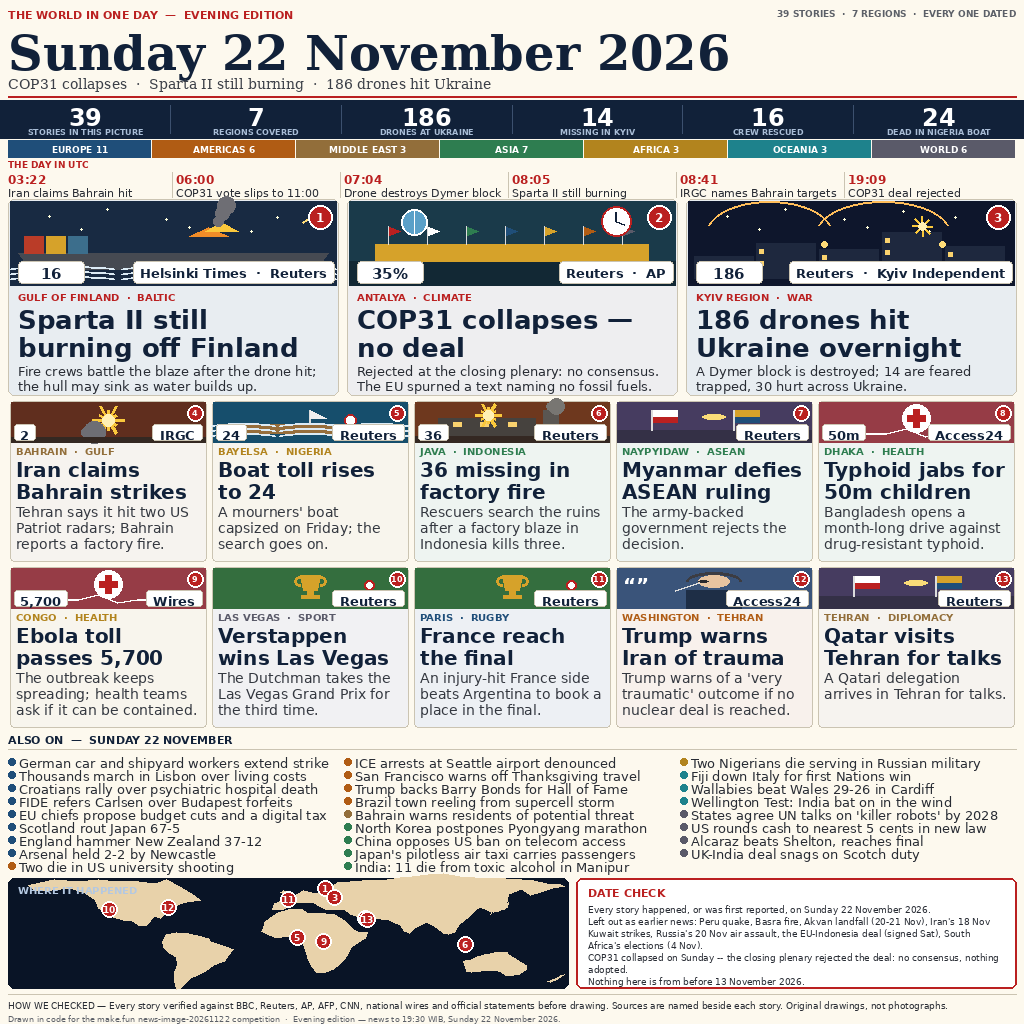 THE WORLD IN ONE DAY — EVENING EDITION
39 STORIES · 7 REGIONS · EVERY ONE DATED
Sunday 22 November 2026
COP31 collapses · Sparta II still burning · 186 drones hit Ukraine
39
STORIES IN THIS PICTURE
7
REGIONS COVERED
186
DRONES AT UKRAINE
14
MISSING IN KYIV
16
CREW RESCUED
24
DEAD IN NIGERIA BOAT
EUROPE 11
AMERICAS 6
MIDDLE EAST 3
ASIA 7
AFRICA 3
OCEANIA 3
WORLD 6
THE DAY IN UTC
03:22
Iran claims Bahrain hit
06:00
COP31 vote slips to 11:00
07:04
Drone destroys Dymer block
08:05
Sparta II still burning
08:41
IRGC names Bahrain targets
19:09
COP31 deal rejected
1
16
Helsinki Times · Reuters
GULF OF FINLAND · BALTIC
Sparta II still
burning off Finland
Fire crews battle the blaze after the drone hit;
the hull may sink as water builds up.
2
35%
Reuters · AP
ANTALYA · CLIMATE
COP31 collapses —
no deal
Rejected at the closing plenary: no consensus.
The EU spurned a text naming no fossil fuels.
3
186
Reuters · Kyiv Independent
KYIV REGION · WAR
186 drones hit
Ukraine overnight
A Dymer block is destroyed; 14 are feared
trapped, 30 hurt across Ukraine.
4
2
IRGC
BAHRAIN · GULF
Iran claims
Bahrain strikes
Tehran says it hit two US
Patriot radars; Bahrain
reports a factory fire.
5
24
Reuters
BAYELSA · NIGERIA
Boat toll rises
to 24
A mourners' boat
capsized on Friday; the
search goes on.
6
36
Reuters
JAVA · INDONESIA
36 missing in
factory fire
Rescuers search the ruins
after a factory blaze in
Indonesia kills three.
7
Reuters
NAYPYIDAW · ASEAN
Myanmar defies
ASEAN ruling
The army-backed
government rejects the
decision.
8
50m
Access24
DHAKA · HEALTH
Typhoid jabs for
50m children
Bangladesh opens a
month-long drive against
drug-resistant typhoid.
9
5,700
Wires
CONGO · HEALTH
Ebola toll
passes 5,700
The outbreak keeps
spreading; health teams
ask if it can be contained.
10
Reuters
LAS VEGAS · SPORT
Verstappen
wins Las Vegas
The Dutchman takes the
Las Vegas Grand Prix for
the third time.
11
Reuters
PARIS · RUGBY
France reach
the final
An injury-hit France side
beats Argentina to book a
place in the final.
“”
12
Access24
WASHINGTON · TEHRAN
Trump warns
Iran of trauma
Trump warns of a 'very
traumatic' outcome if no
nuclear deal is reached.
13
Reuters
TEHRAN · DIPLOMACY
Qatar visits
Tehran for talks
A Qatari delegation
arrives in Tehran for talks.
ALSO ON — SUNDAY 22 NOVEMBER
German car and shipyard workers extend strike
Thousands march in Lisbon over living costs
Croatians rally over psychiatric hospital death
FIDE refers Carlsen over Budapest forfeits
EU chiefs propose budget cuts and a digital tax
Scotland rout Japan 67-5
England hammer New Zealand 37-12
Arsenal held 2-2 by Newcastle
Two die in US university shooting
ICE arrests at Seattle airport denounced
San Francisco warns off Thanksgiving travel
Trump backs Barry Bonds for Hall of Fame
Brazil town reeling from supercell storm
Bahrain warns residents of potential threat
North Korea postpones Pyongyang marathon
China opposes US ban on telecom access
Japan's pilotless air taxi carries passengers
India: 11 die from toxic alcohol in Manipur
Two Nigerians die serving in Russian military
Fiji down Italy for first Nations win
Wallabies beat Wales 29-26 in Cardiff
Wellington Test: India bat on in the wind
States agree UN talks on 'killer robots' by 2028
US rounds cash to nearest 5 cents in new law
Alcaraz beats Shelton, reaches final
UK-India deal snags on Scotch duty
WHERE IT HAPPENED
10
12
11
1
3
13
5
9
6
DATE CHECK
Every story happened, or was first reported, on Sunday 22 November 2026.
Left out as earlier news: Peru quake, Basra fire, Akvan landfall (20-21 Nov), Iran's 18 Nov
Kuwait strikes, Russia's 20 Nov air assault, the EU-Indonesia deal (signed Sat), South
Africa's elections (4 Nov).
COP31 collapsed on Sunday -- the closing plenary rejected the deal: no consensus, nothing
adopted.
Nothing here is from before 13 November 2026.
HOW WE CHECKED — Every story verified against BBC, Reuters, AP, AFP, CNN, national wires and official statements before drawing. Sources are named beside each story. Original drawings, not photographs.
Drawn in code for the make.fun news-image-20261122 competition · Evening edition — news to 19:30 WIB, Sunday 22 November 2026.